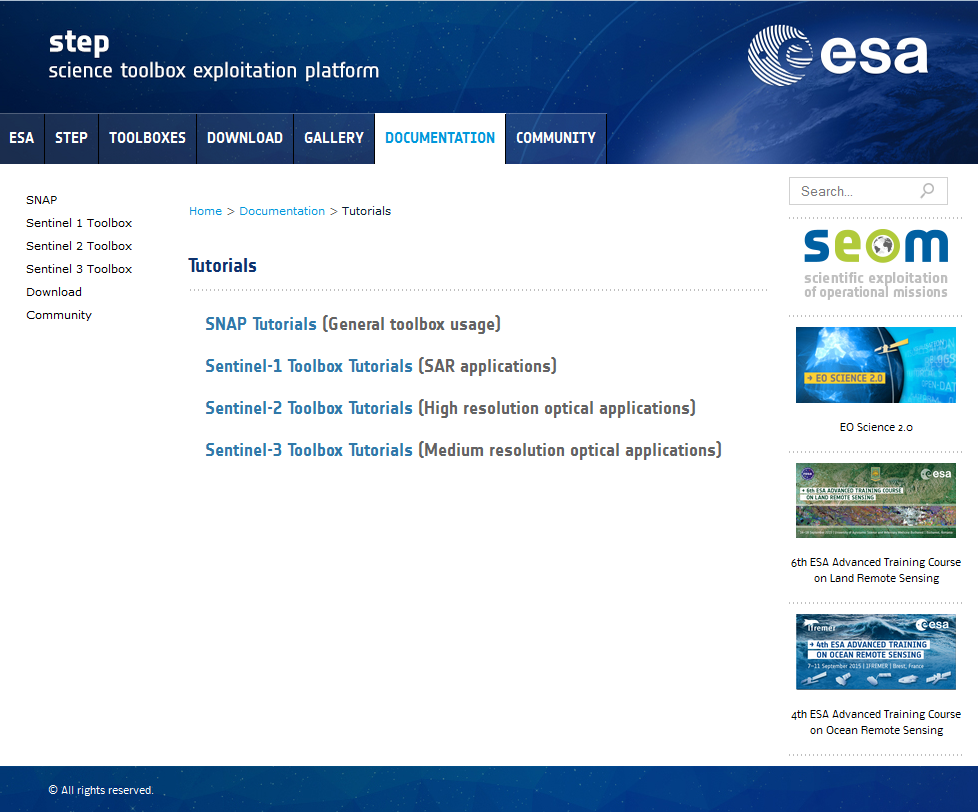 step
science toolbox exploitation platform
esa
ESA STEP TOOLBOXES DOWNLOAD GALLERY DOCUMENTATION COMMUNITY
SNAP
Sentinel 1 Toolbox
Sentinel 2 Toolbox
Sentinel 3 Toolbox
Download
Community
Home > Documentation > Tutorials
Tutorials
SNAP Tutorials (General toolbox usage)
Sentinel-1 Toolbox Tutorials (SAR applications)
Sentinel-2 Toolbox Tutorials (High resolution optical applications)
Sentinel-3 Toolbox Tutorials (Medium resolution optical applications)
Search...
seom
scientific exploitation
of operational missions
→ EO SCIENCE 2.0
OPEN-DAT
EO Science 2.0
esa
→ 6th ESA ADVANCED TRAINING COURSE
ON LAND REMOTE SENSING
6th ESA Advanced Training Course
on Land Remote Sensing
ifremer
esa
→ 4th ESA ADVANCED TRAINING
ON OCEAN REMOTE SENSING
7–11 September 2015 | IFREMER | Brest, France
4th ESA Advanced Training Course
on Ocean Remote Sensing
© All rights reserved.